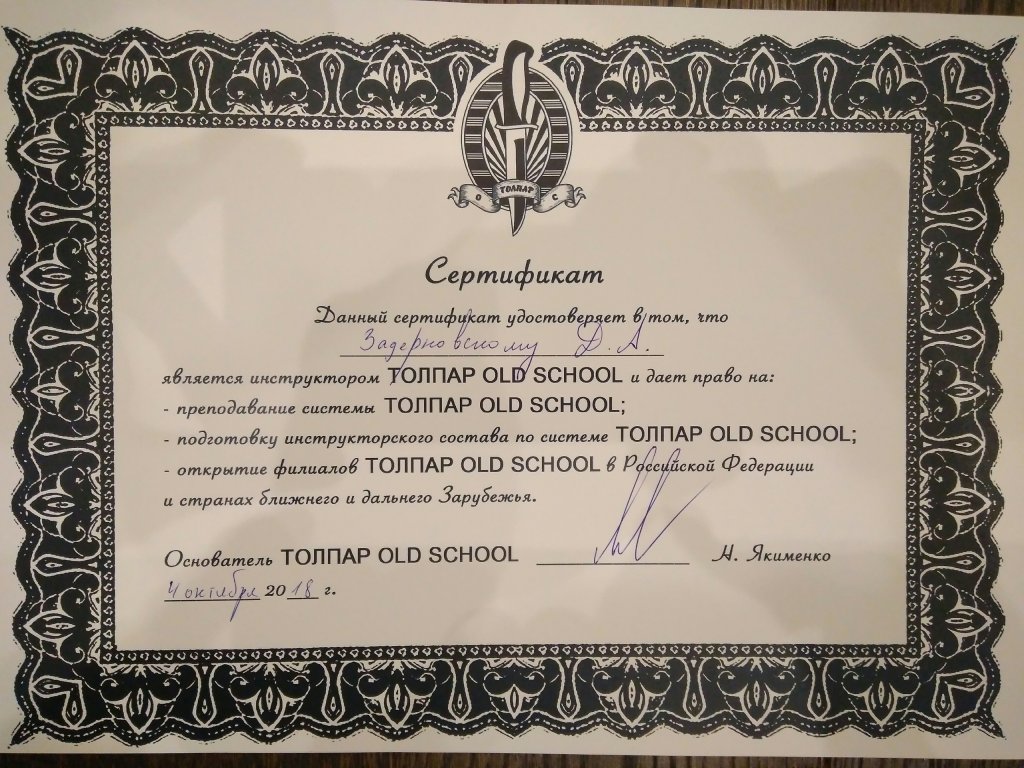 О ТОЛПАР С
Сертификат
Данный сертификат удостоверяет в том, что
Задерновскому Д.А.
является инструктором ТОЛПАР OLD SCHOOL и дает право на:
- преподавание системы ТОЛПАР OLD SCHOOL;
- подготовку инструкторского состава по системе ТОЛПАР OLD SCHOOL;
- открытие филиалов ТОЛПАР OLD SCHOOL в Российской Федерации
и странах ближнего и дальнего Зарубежья.
Основатель ТОЛПАР OLD SCHOOL Н. Якименко
4 октября 2018 г.